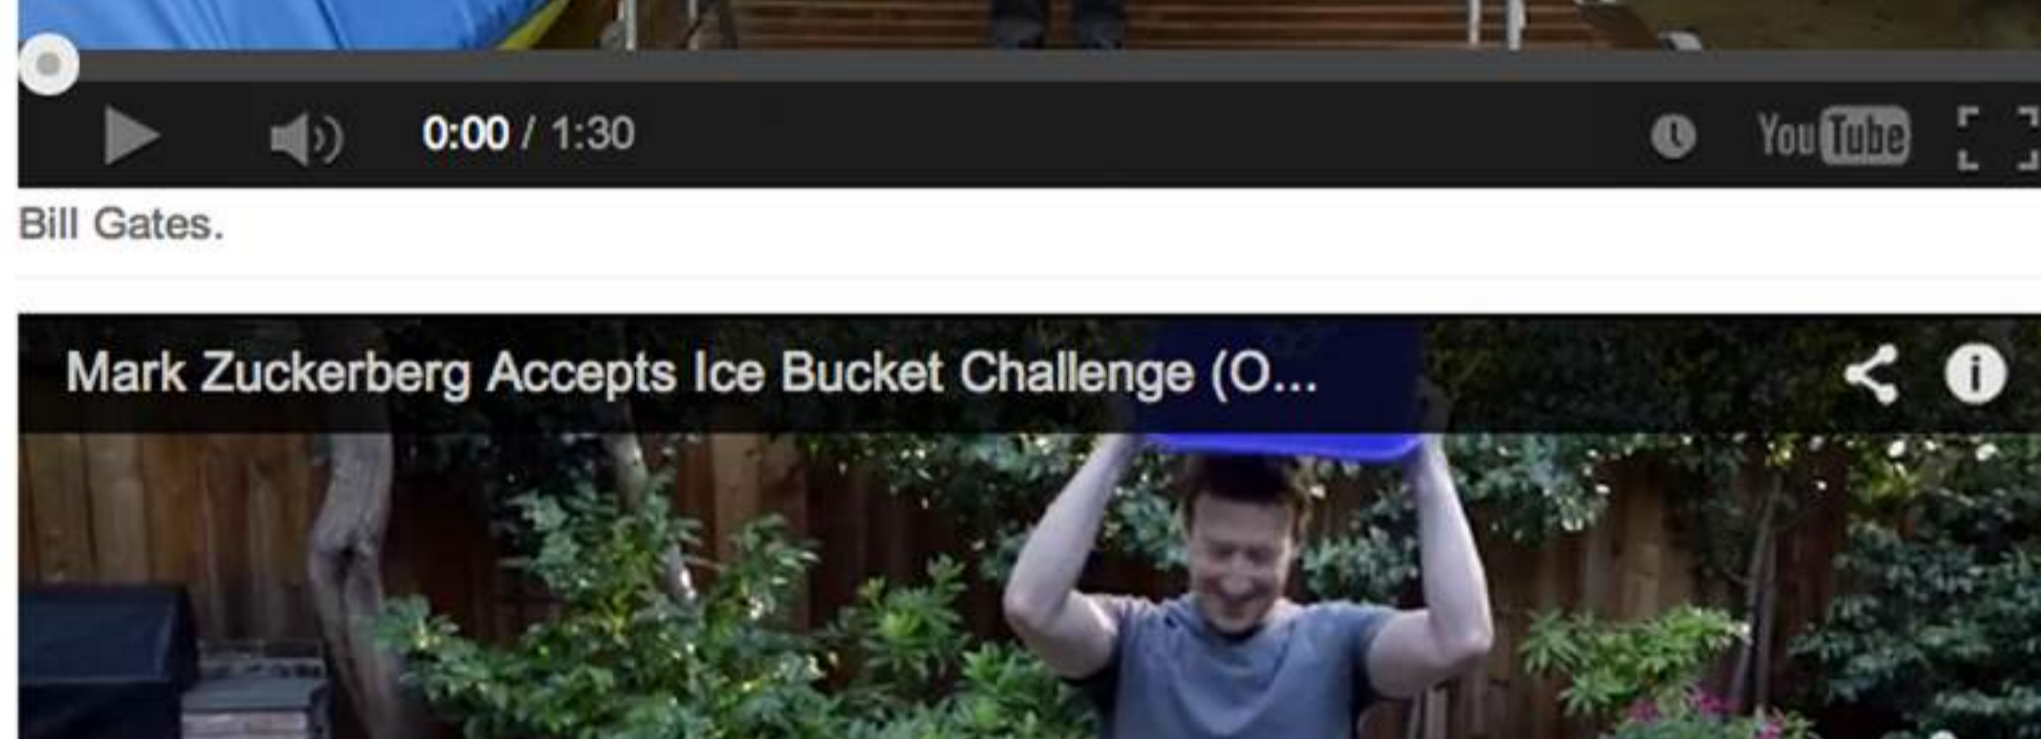 0:00 / 1:30
YouTube
Bill Gates.
Mark Zuckerberg Accepts Ice Bucket Challenge (O...